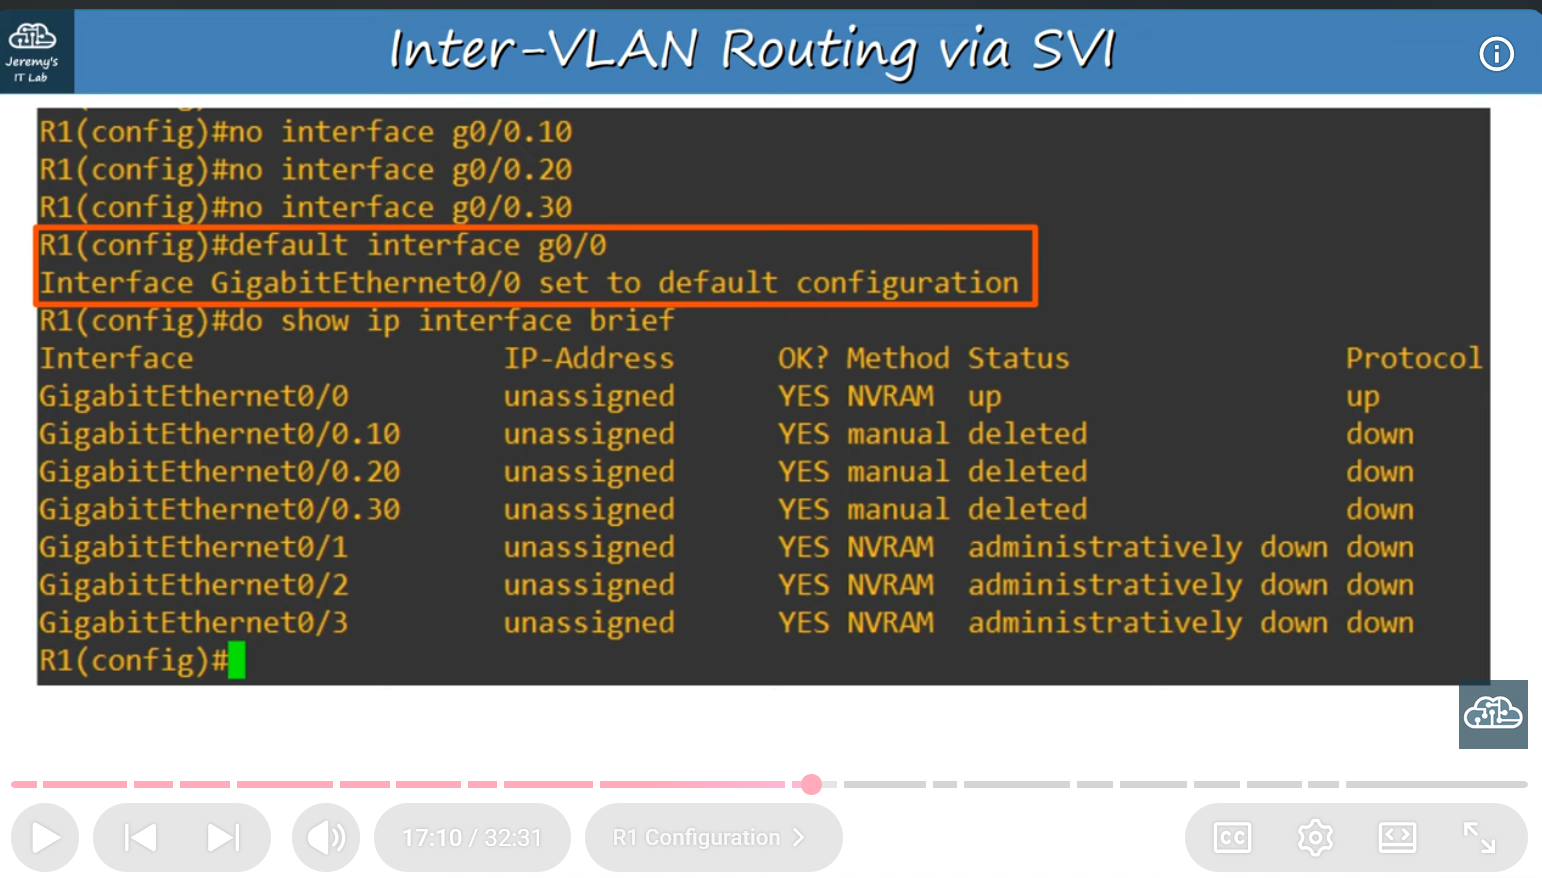 Jeremy's
IT Lab
Inter-VLAN Routing via SVI
R1(config)#no interface g0/0.10
R1(config)#no interface g0/0.20
R1(config)#no interface g0/0.30
R1(config)#default interface g0/0
Interface GigabitEthernet0/0 set to default configuration
R1(config)#do show ip interface brief
Interface IP-Address OK? Method Status Protocol
GigabitEthernet0/0 unassigned YES NVRAM up up
GigabitEthernet0/0.10 unassigned YES manual deleted down
GigabitEthernet0/0.20 unassigned YES manual deleted down
GigabitEthernet0/0.30 unassigned YES manual deleted down
GigabitEthernet0/1 unassigned YES NVRAM administratively down down
GigabitEthernet0/2 unassigned YES NVRAM administratively down down
GigabitEthernet0/3 unassigned YES NVRAM administratively down down
R1(config)#
17:10 / 32:31 R1 Configuration CC